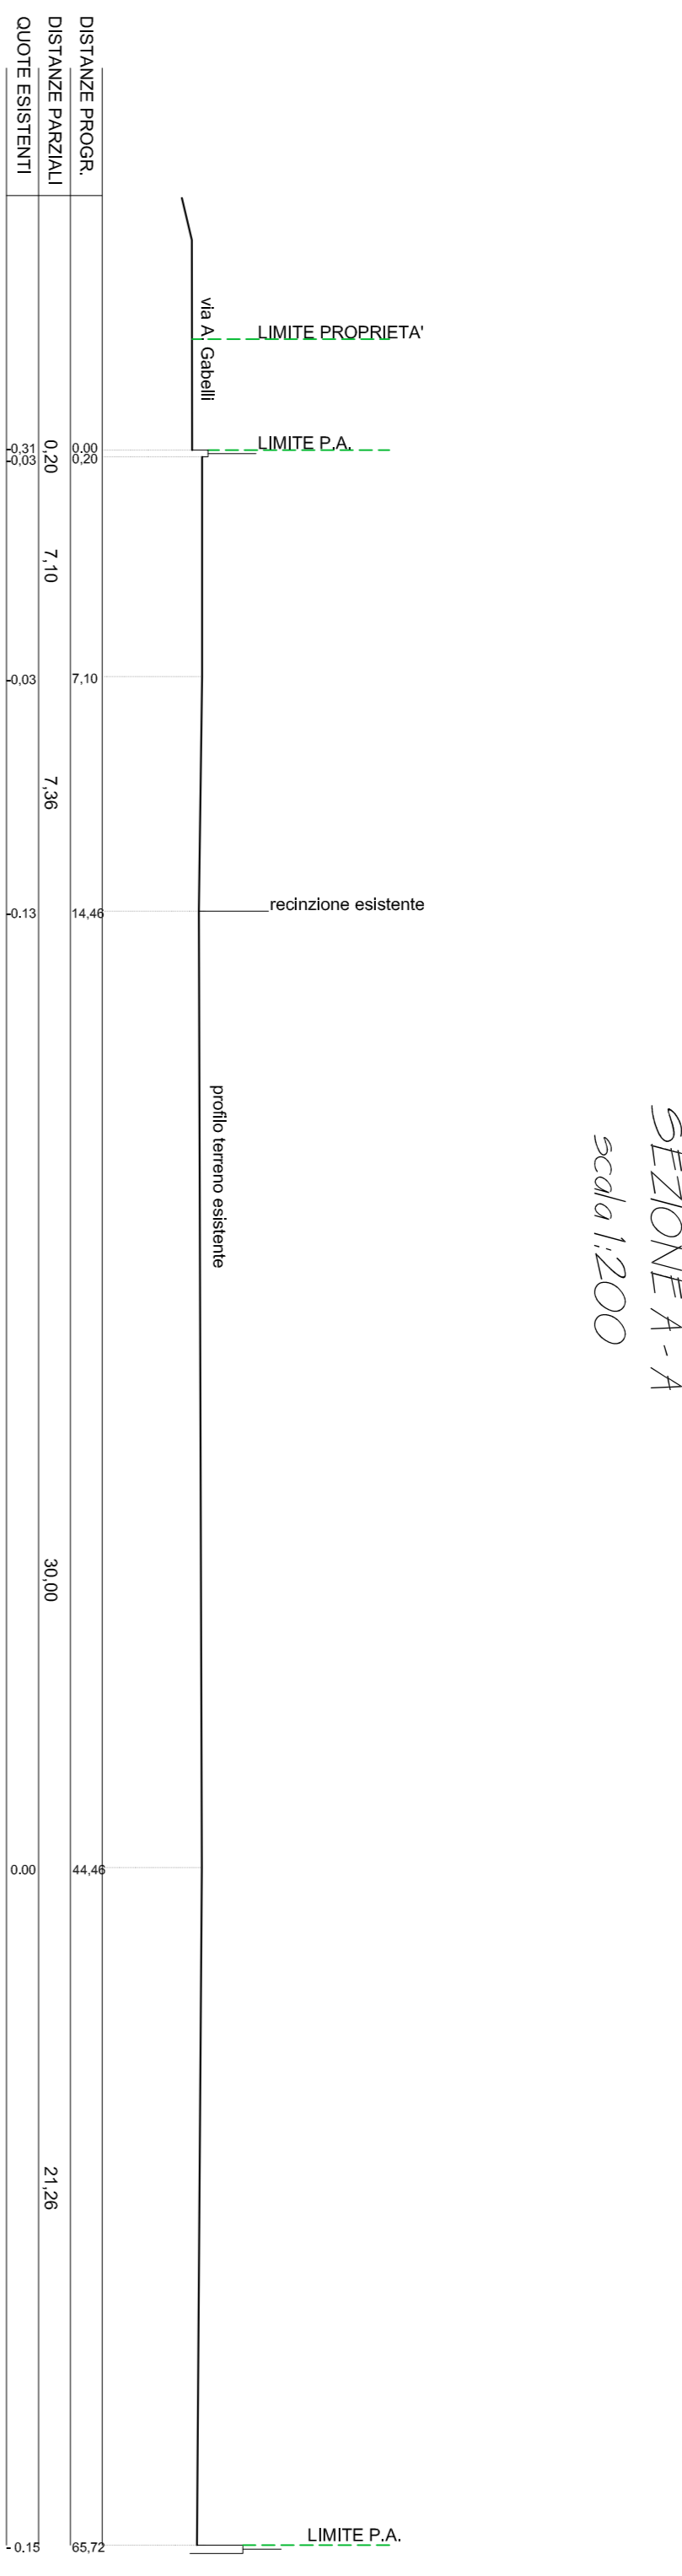 SEZIONE A - A
scala 1:200
LIMITE PROPRIETA'
LIMITE P.A.
recinzione esistente
LIMITE P.A.
via A. Gabelli
profilo terreno esistente
DISTANZE PROGR.
0.00
0,20
7,10
14,46
44,46
65,72
DISTANZE PARZIALI
0,20
7,10
7,36
30,00
21,26
QUOTE ESISTENTI
-0,31
-0,03
-0,03
-0.13
0.00
- 0.15